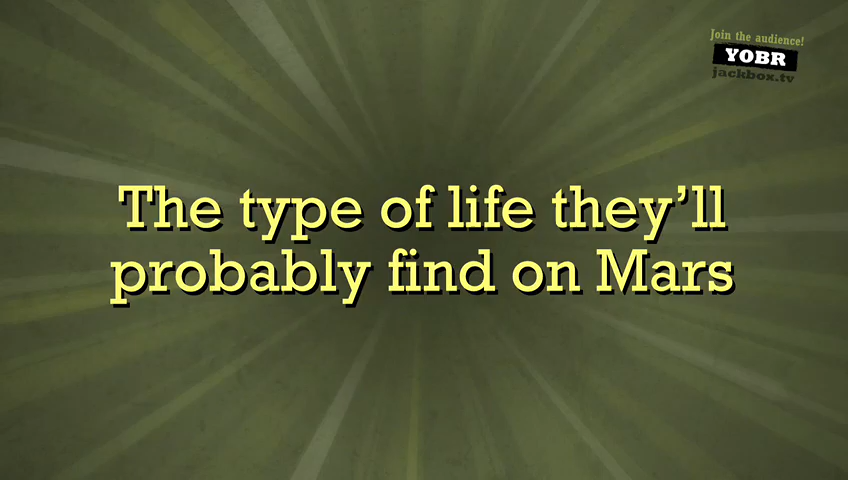 Join the audience!
YOBR
jackbox.tv
The type of life they’ll
probably find on Mars